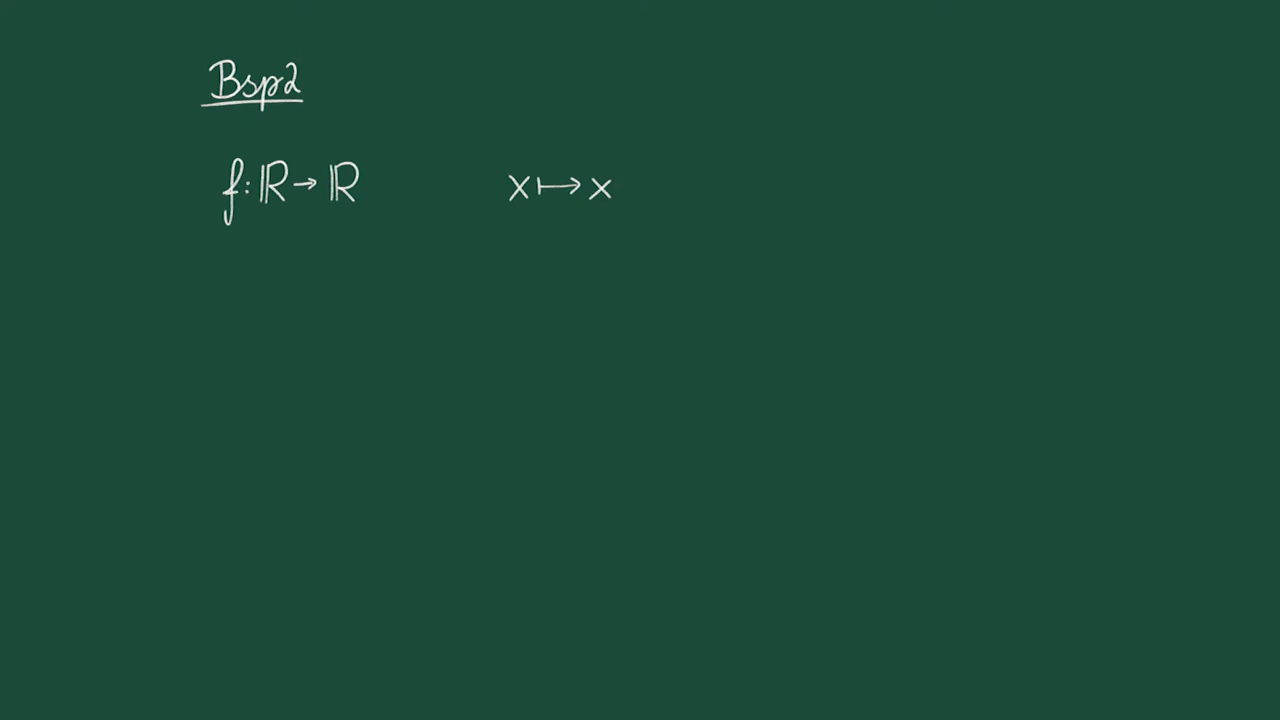 Bsp2
f: ℝ → ℝ x ↦ x